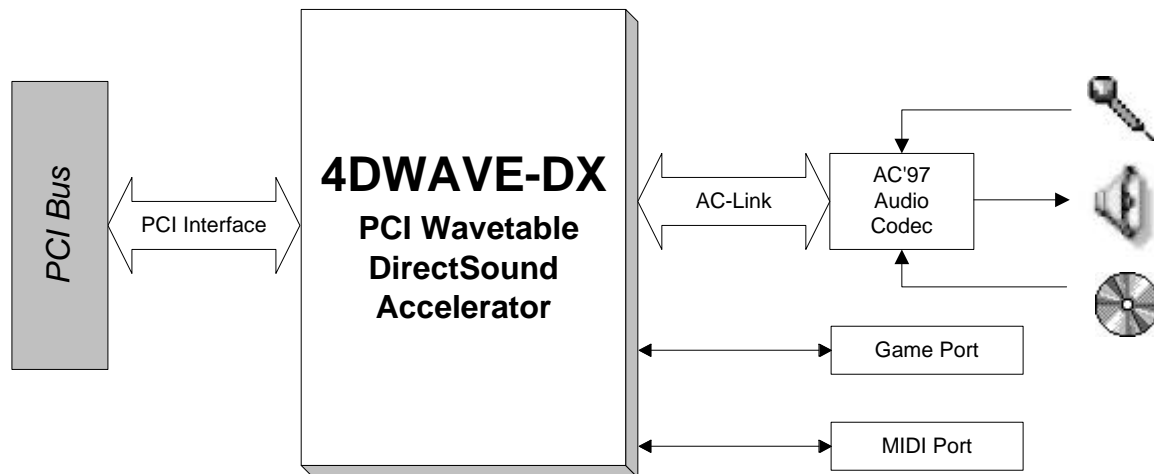 PCI Bus
PCI Interface
4DWAVE-DX
PCI Wavetable
DirectSound
Accelerator
AC-Link
AC'97
Audio
Codec
Game Port
MIDI Port